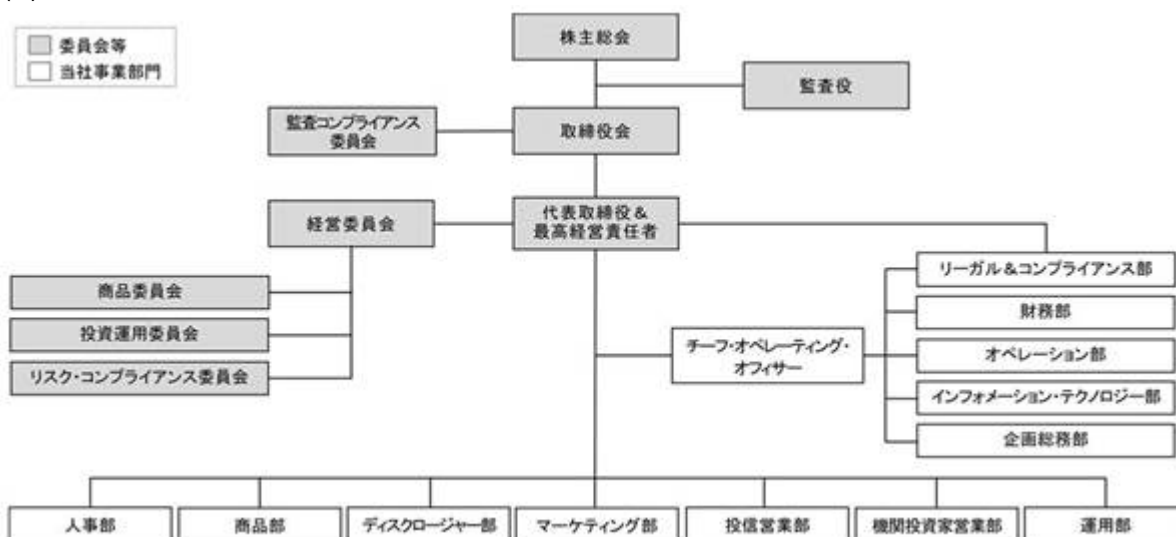 委員会等
当社事業部門
株主総会
監査役
監査コンプライアンス
委員会
取締役会
経営委員会
代表取締役＆
最高経営責任者
商品委員会
投資運用委員会
リスク・コンプライアンス委員会
チーフ・オペレーティング・
オフィサー
リーガル＆コンプライアンス部
財務部
オペレーション部
インフォメーション・テクノロジー部
企画総務部
人事部
商品部
ディスクロージャー部
マーケティング部
投信営業部
機関投資家営業部
運用部